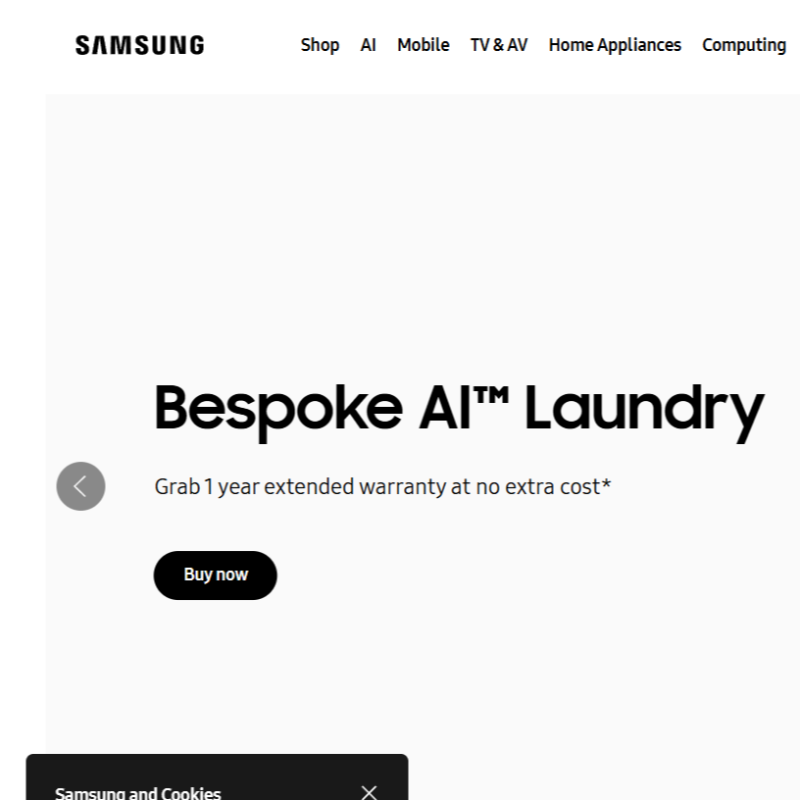 SAMSUNG
Shop AI Mobile TV & AV Home Appliances Computing
Bespoke AI™ Laundry
Grab 1 year extended warranty at no extra cost*
Buy now
Samsung and Cookies